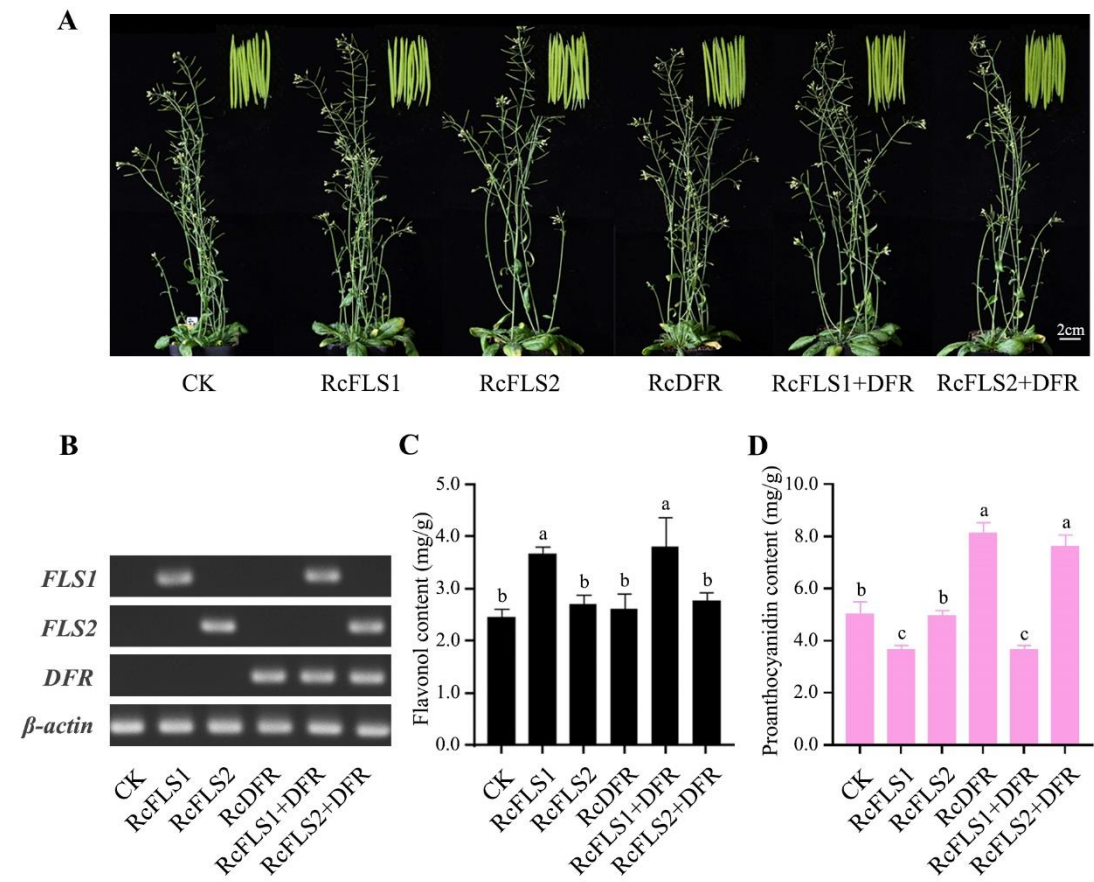 A
2cm
CK RcFLS1 RcFLS2 RcDFR RcFLS1+DFR RcFLS2+DFR
B
FLS1
FLS2
DFR
β-actin
CK
RcFLS1
RcFLS2
RcDFR
RcFLS1+DFR
RcFLS2+DFR
C
Flavonol content (mg/g)
5.0
4.0
3.0
2.0
1.0
0.0
b a b b a b
CK
RcFLS1
RcFLS2
RcDFR
RcFLS1+DFR
RcFLS2+DFR
D
Proanthocyanidin content (mg/g)
10.0
8.0
6.0
4.0
2.0
0.0
b c b a c a
CK
RcFLS1
RcFLS2
RcDFR
RcFLS1+DFR
RcFLS2+DFR